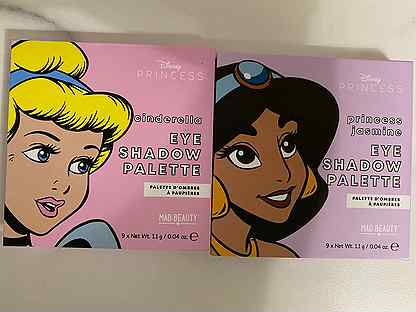 Disney
PRINCESS
cinderella
EYE
SHADOW
PALETTE
PALETTE D'OMBRES
À PAUPIÈRES
MAD BEAUTY
9 x Net Wt. 1.1 g / 0.04 oz. ℮
Disney
PRINCESS
princess
jasmine
EYE
SHADOW
PALETTE
PALETTE D'OMBRES
À PAUPIÈRES
MAD BEAUTY
9 x Net Wt. 1.1 g / 0.04 oz. ℮